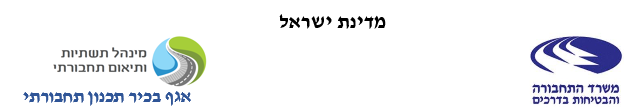 מדינת ישראל
משרד התחבורה
והבטיחות בדרכים
מינהל תשתיות
ותיאום תחבורתי
אגף בכיר תכנון תחבורתי